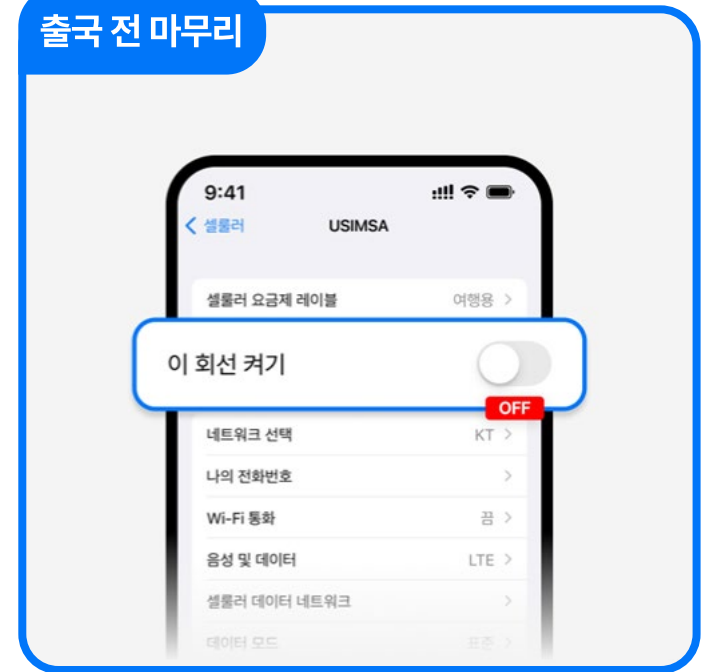 출국 전 마무리
9:41
셀룰러 USIMSA
셀룰러 요금제 레이블 여행용
이 회선 켜기
OFF
네트워크 선택 KT
나의 전화번호
Wi-Fi 통화 끔
음성 및 데이터 LTE
셀룰러 데이터 네트워크
데이터 모드 표준